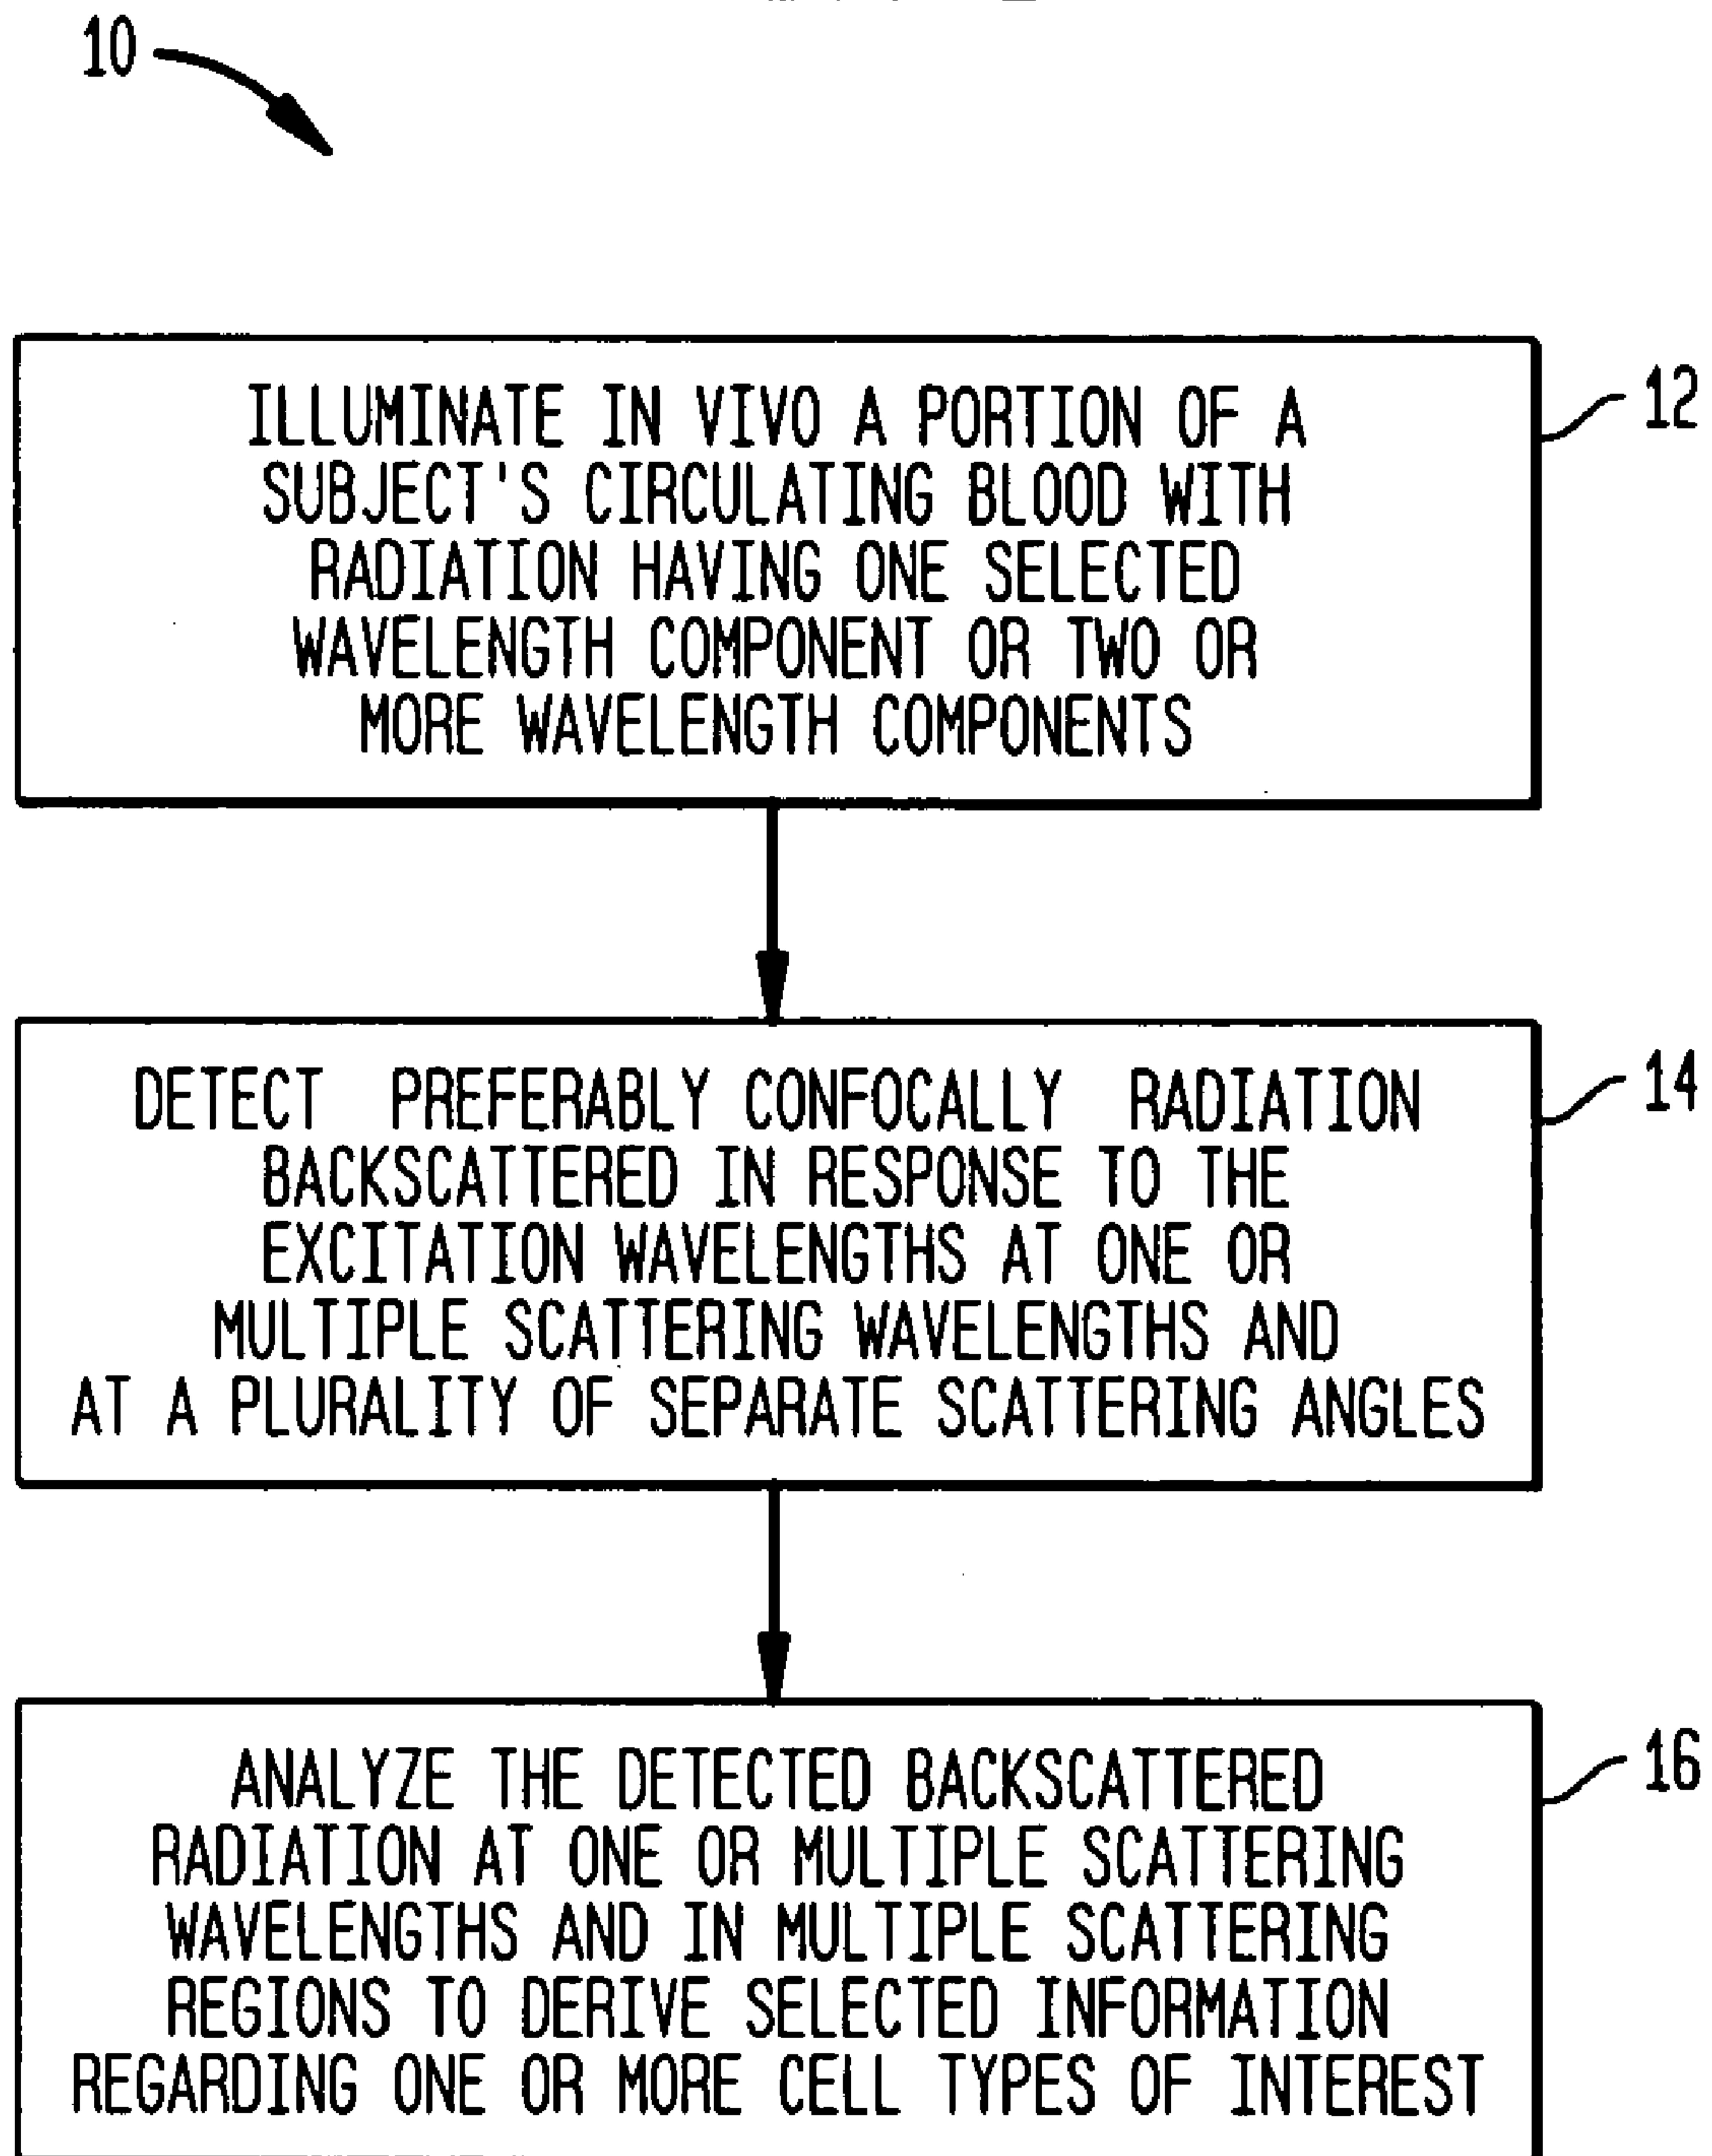 10
ILLUMINATE IN VIVO A PORTION OF A
SUBJECT'S CIRCULATING BLOOD WITH
RADIATION HAVING ONE SELECTED
WAVELENGTH COMPONENT OR TWO OR
MORE WAVELENGTH COMPONENTS
12
DETECT PREFERABLY CONFOCALLY RADIATION
BACKSCATTERED IN RESPONSE TO THE
EXCITATION WAVELENGTHS AT ONE OR
MULTIPLE SCATTERING WAVELENGTHS AND
AT A PLURALITY OF SEPARATE SCATTERING ANGLES
14
ANALYZE THE DETECTED BACKSCATTERED
RADIATION AT ONE OR MULTIPLE SCATTERING
WAVELENGTHS AND IN MULTIPLE SCATTERING
REGIONS TO DERIVE SELECTED INFORMATION
REGARDING ONE OR MORE CELL TYPES OF INTEREST
16